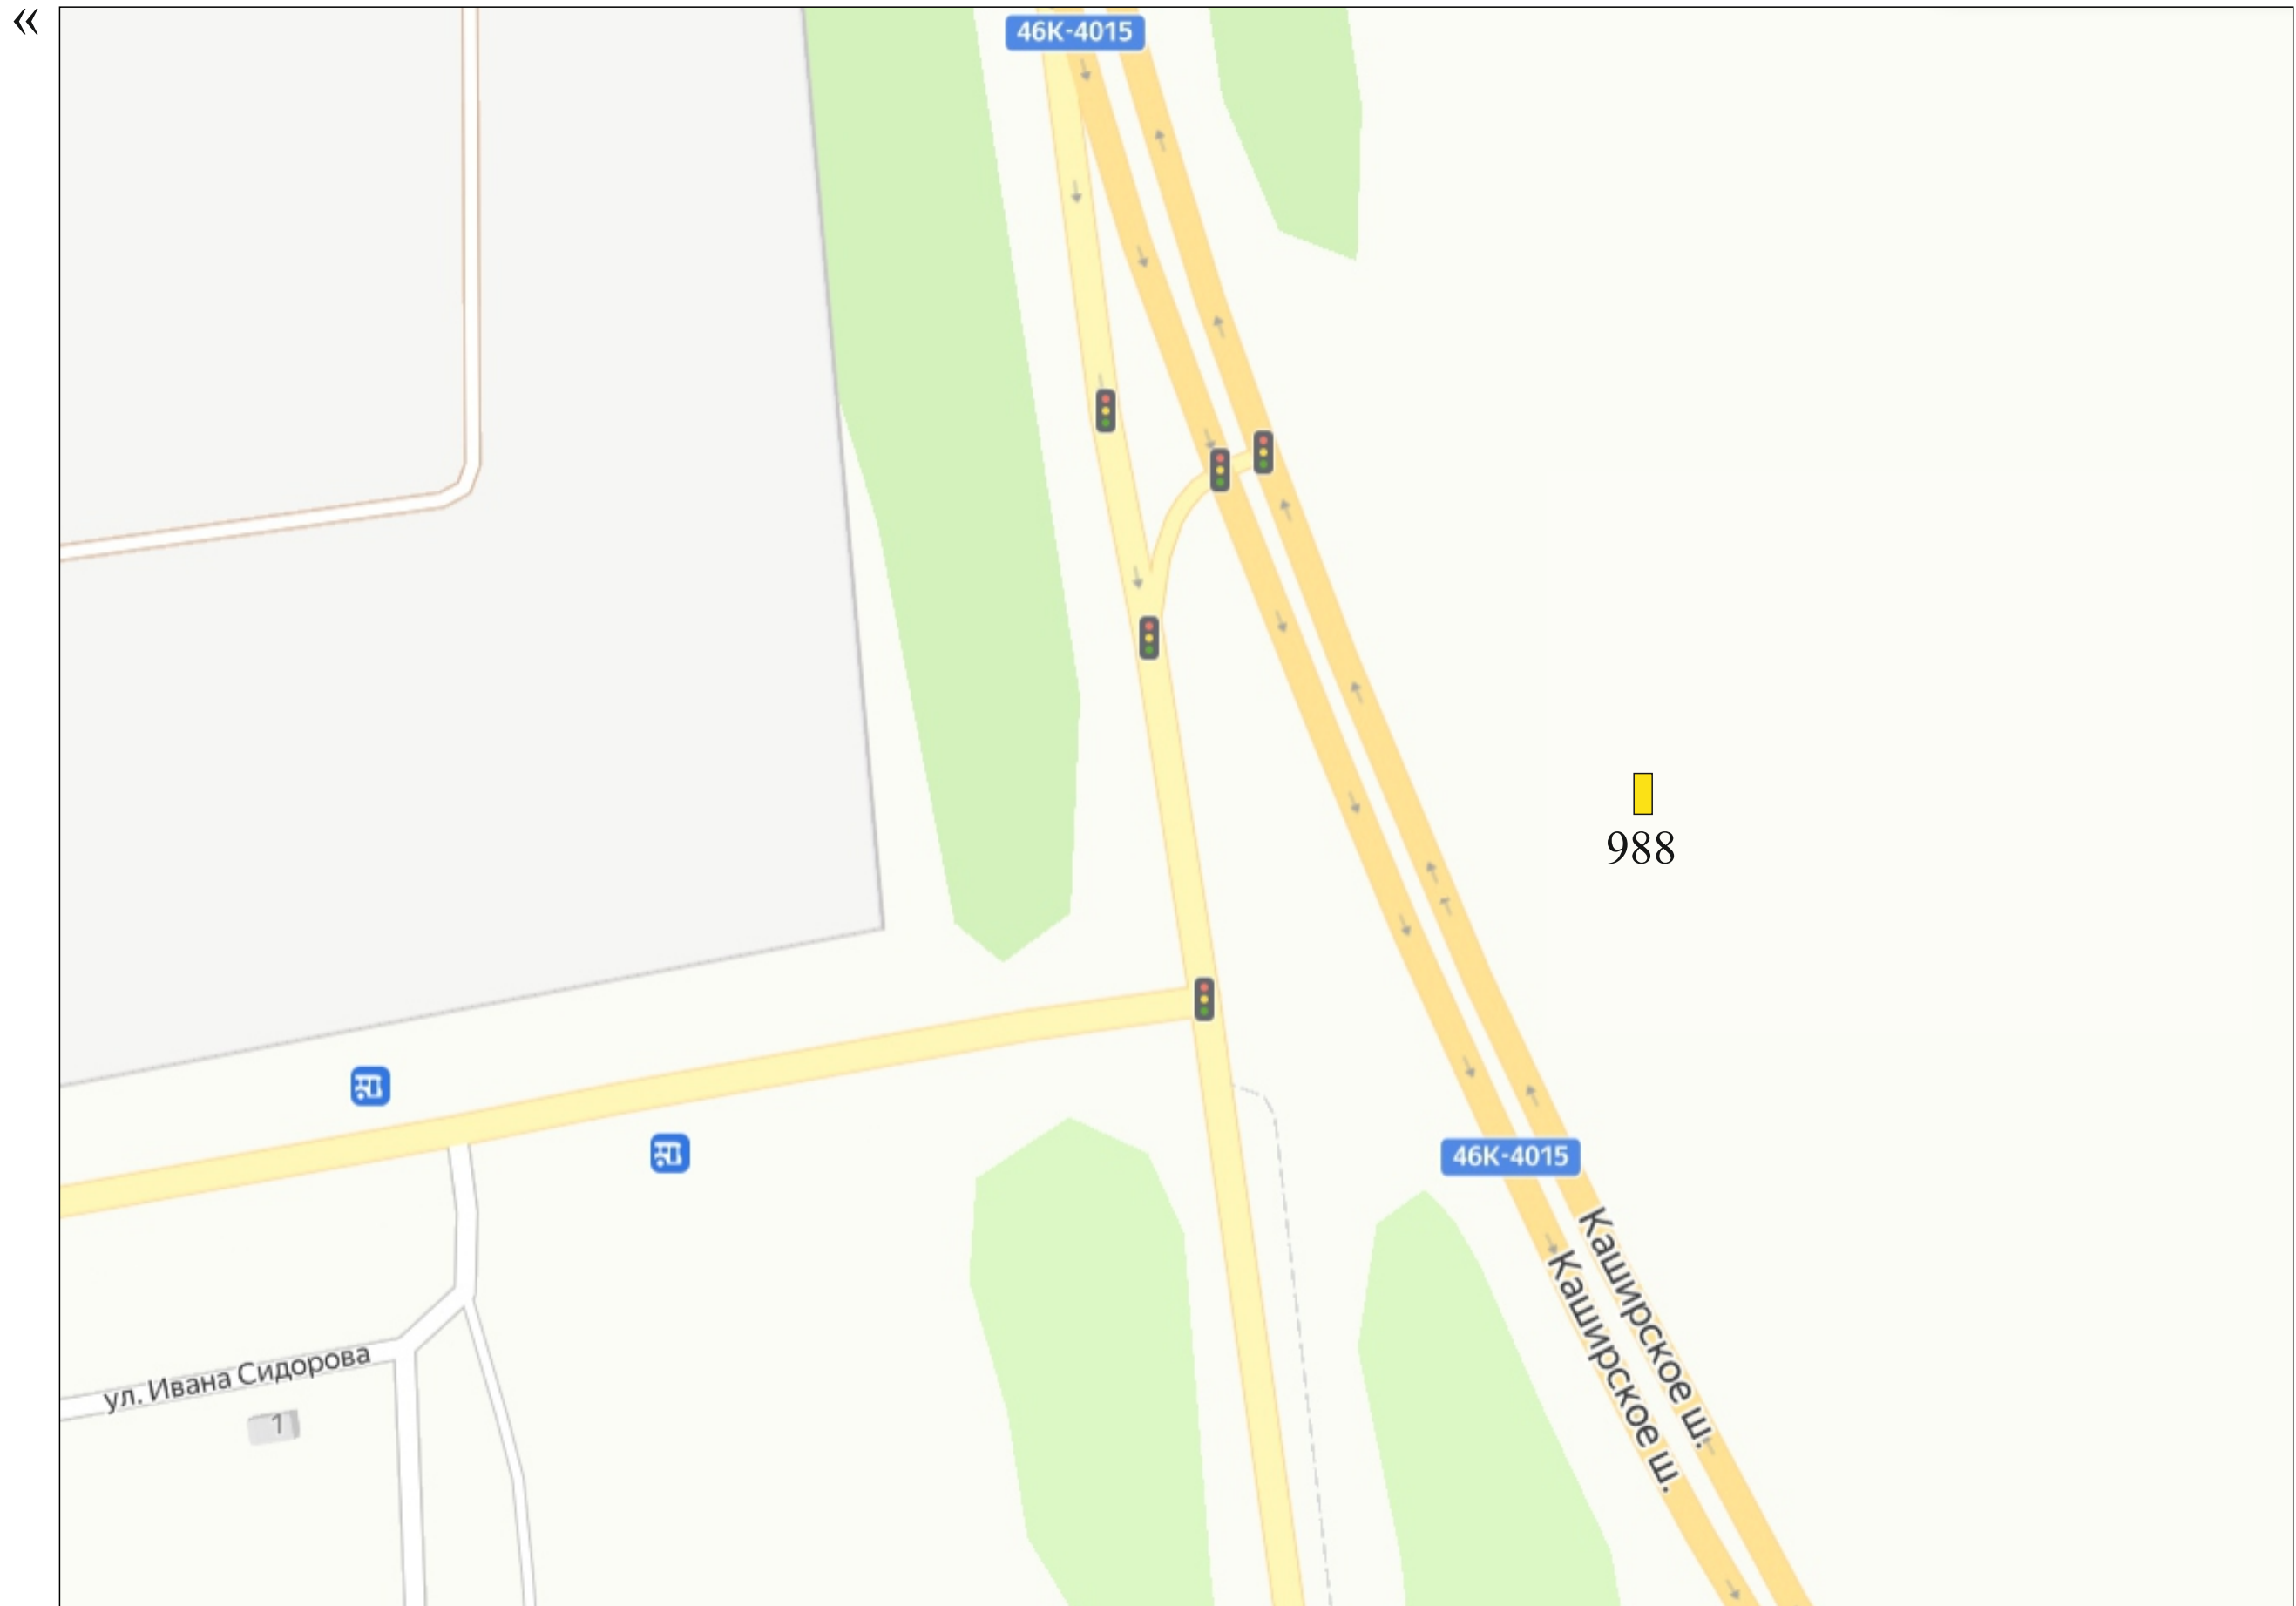 «
46К-4015
988
46К-4015
Каширское ш.
Каширское ш.
ул. Ивана Сидорова
1